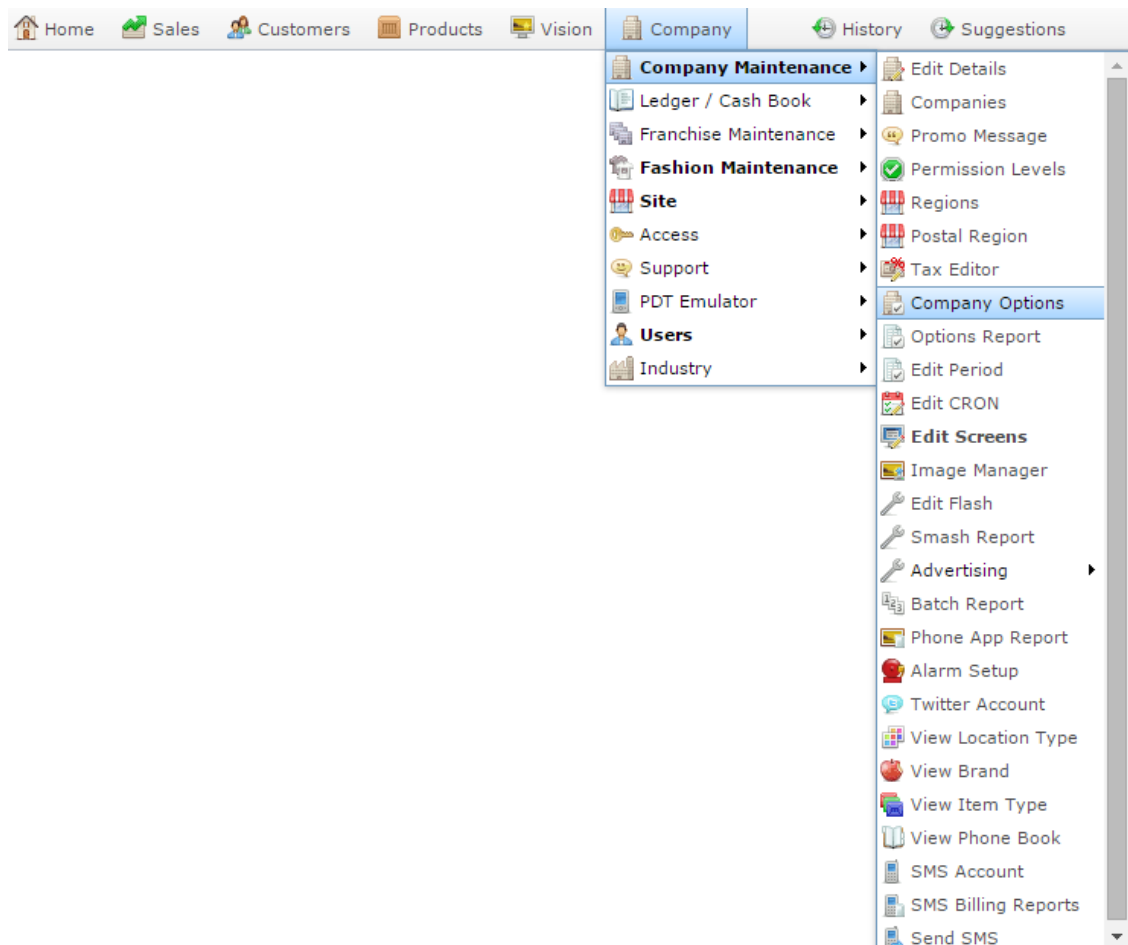 Home Sales Customers Products Vision Company History Suggestions
Company Maintenance
Ledger / Cash Book
Franchise Maintenance
Fashion Maintenance
Site
Access
Support
PDT Emulator
Users
Industry
Edit Details
Companies
Promo Message
Permission Levels
Regions
Postal Region
Tax Editor
Company Options
Options Report
Edit Period
Edit CRON
Edit Screens
Image Manager
Edit Flash
Smash Report
Advertising
Batch Report
Phone App Report
Alarm Setup
Twitter Account
View Location Type
View Brand
View Item Type
View Phone Book
SMS Account
SMS Billing Reports
Send SMS